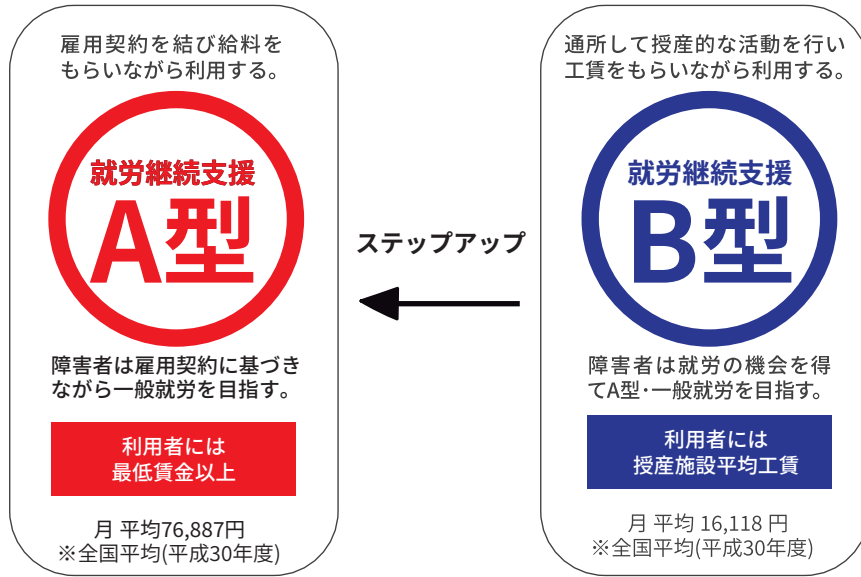 雇用契約を結び給料を
もらいながら利用する。
就労継続支援
A型
障害者は雇用契約に基づき
ながら一般就労を目指す。
利用者には
最低賃金以上
月 平均76,887円
※全国平均(平成30年度)
ステップアップ
通所して授産的な活動を行い
工賃をもらいながら利用する。
就労継続支援
B型
障害者は就労の機会を得
てA型･一般就労を目指す。
利用者には
授産施設平均工賃
月 平均 16,118 円
※全国平均(平成30年度)